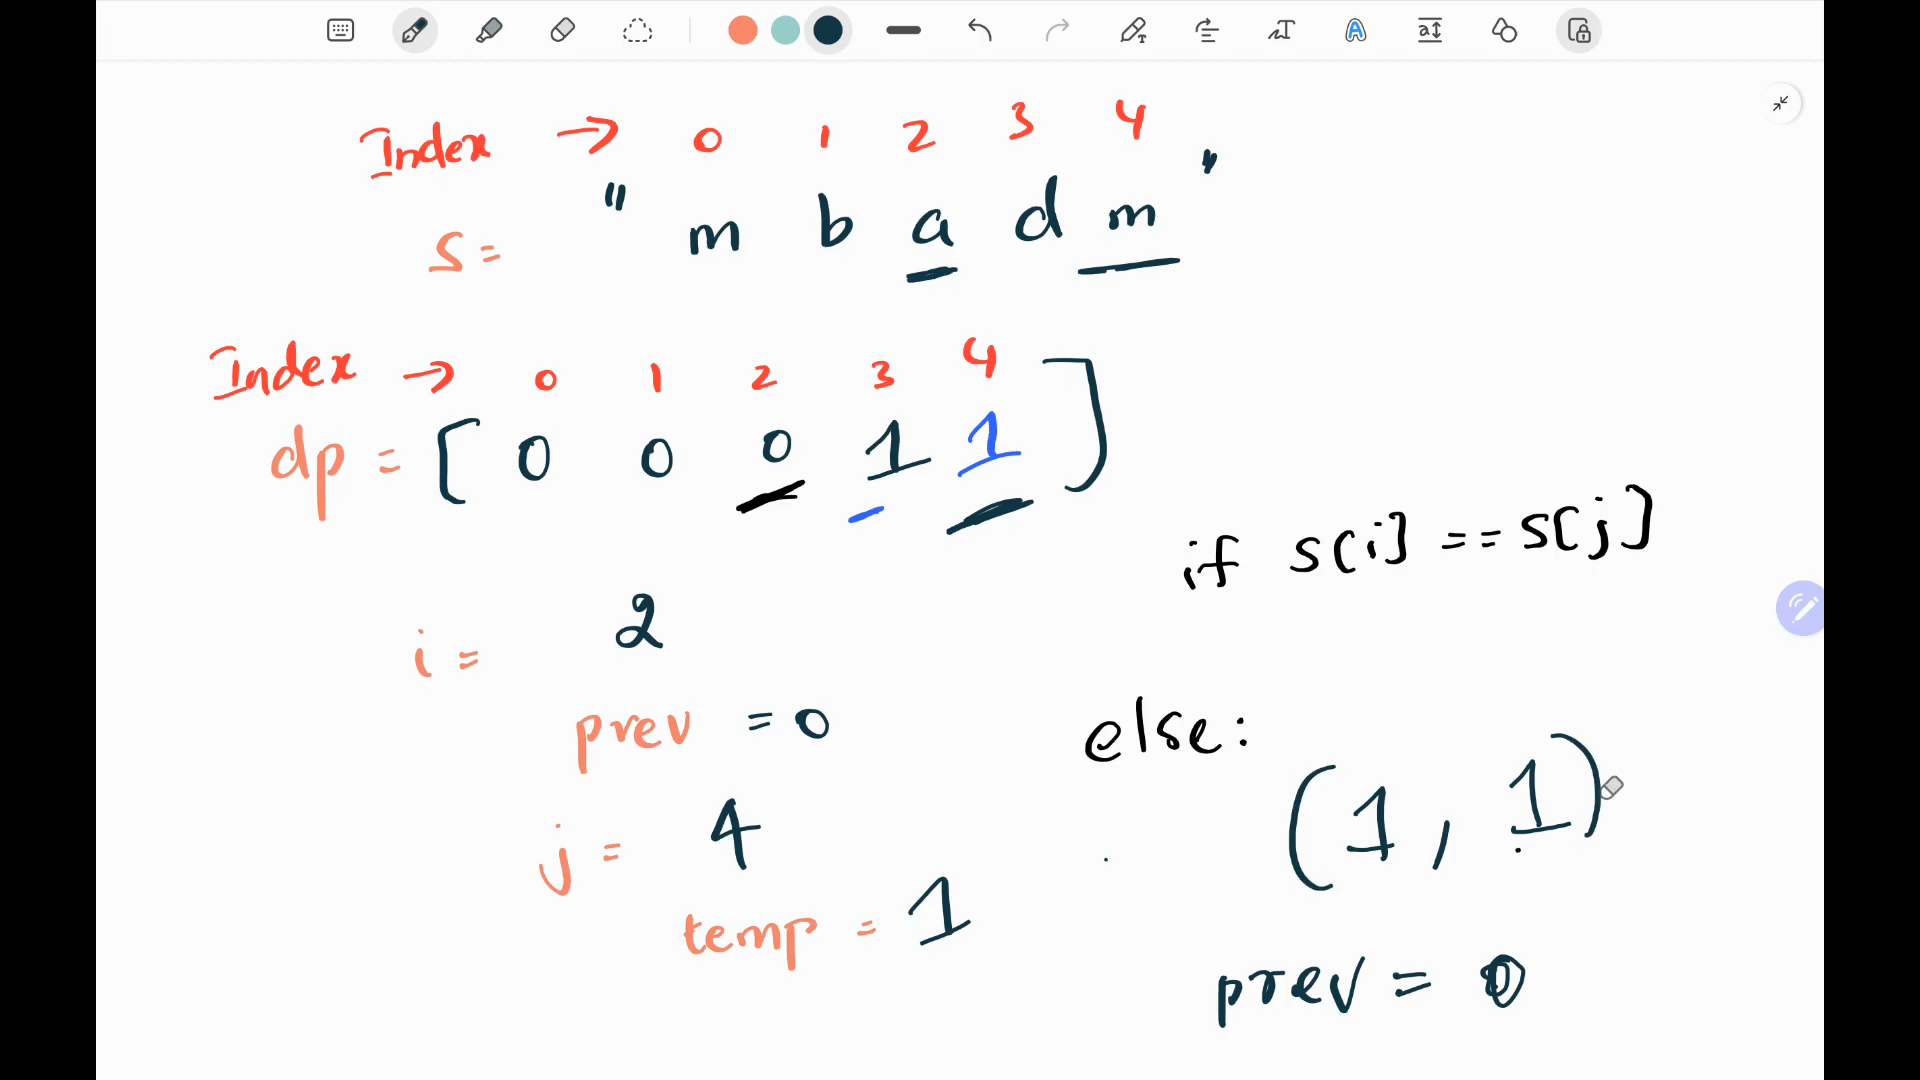 Index → 0 1 2 3 4
s = " m b a d m "
Index → 0 1 2 3 4
dp = [ 0 0 0 1 1 ]
if s[i] == s[j]
i = 2
prev = 0
else:
(1, 1)
j = 4
temp = 1
prev = 0